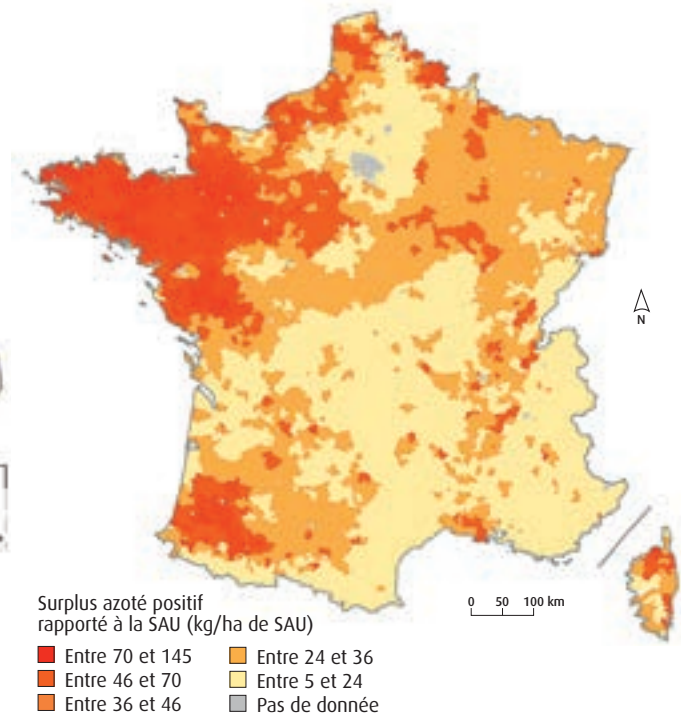 N
0 50 100 km
Surplus azoté positif
rapporté à la SAU (kg/ha de SAU)
Entre 70 et 145
Entre 46 et 70
Entre 36 et 46
Entre 24 et 36
Entre 5 et 24
Pas de donnée